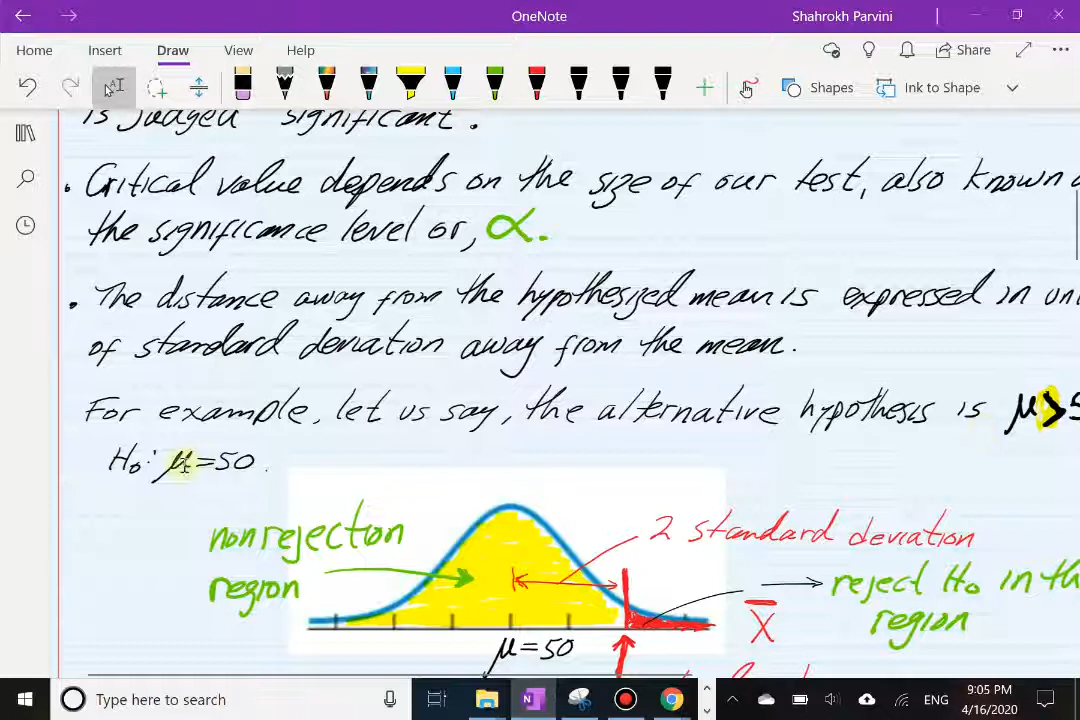 OneNote
Shahrokh Parvini
Home Insert Draw View Help
Share
Shapes
Ink to Shape
is judged significant.
. Critical value depends on the size of our test, also known
the significance level or, α.
. The distance away from the hypothesized mean is expressed in
of standard deviation away from the mean.
For example, let us say, the alternative hypothesis is μ>5
H₀: μ=50.
nonrejection
region
2 standard deviation
reject H₀ in th
region
X̅
μ=50
Type here to search
ENG
9:05 PM
4/16/2020